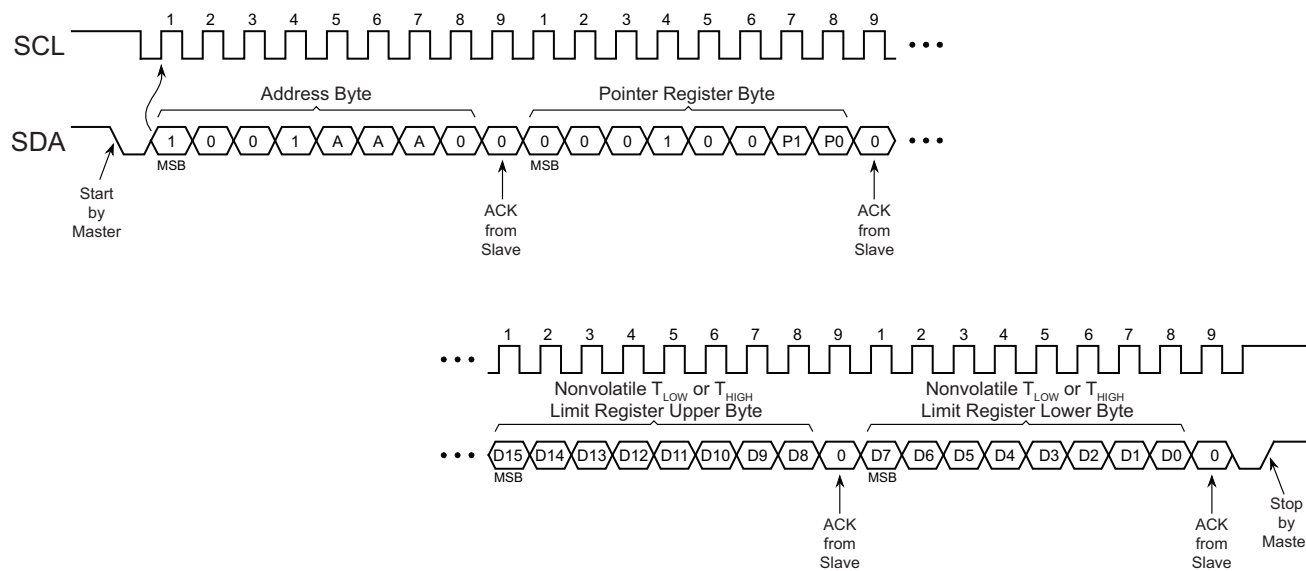 1 2 3 4 5 6 7 8 9 1 2 3 4 5 6 7 8 9
SCL
Address Byte Pointer Register Byte
SDA 1 0 0 1 A A A 0 0 0 0 0 1 0 0 P1 P0 0
MSB MSB
Start
by
Master
ACK
from
Slave
ACK
from
Slave
1 2 3 4 5 6 7 8 9 1 2 3 4 5 6 7 8 9
Nonvolatile TLOW or THIGH
Limit Register Upper Byte
Nonvolatile TLOW or THIGH
Limit Register Lower Byte
D15 D14 D13 D12 D11 D10 D9 D8 0 D7 D6 D5 D4 D3 D2 D1 D0 0
MSB MSB
ACK
from
Slave
ACK
from
Slave
Stop
by
Maste